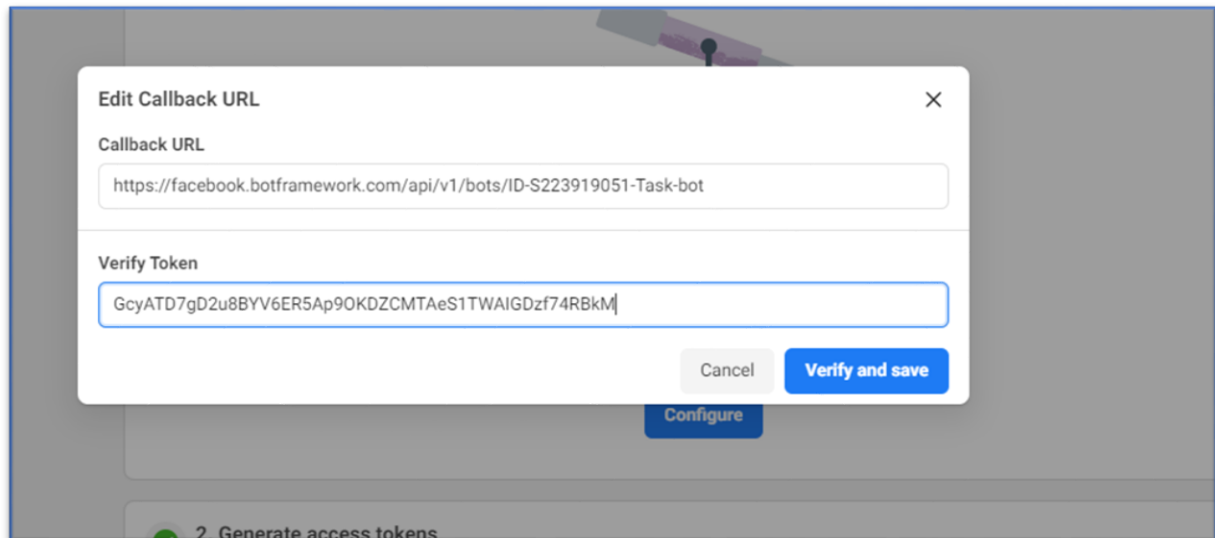 Edit Callback URL
Callback URL
https://facebook.botframework.com/api/v1/bots/ID-S223919051-Task-bot
Verify Token
GcyATD7gD2u8BYV6ER5Ap9OKDZCMTAeS1TWAIGDzf74RBkM
Cancel
Verify and save
Configure
2. Generate access tokens